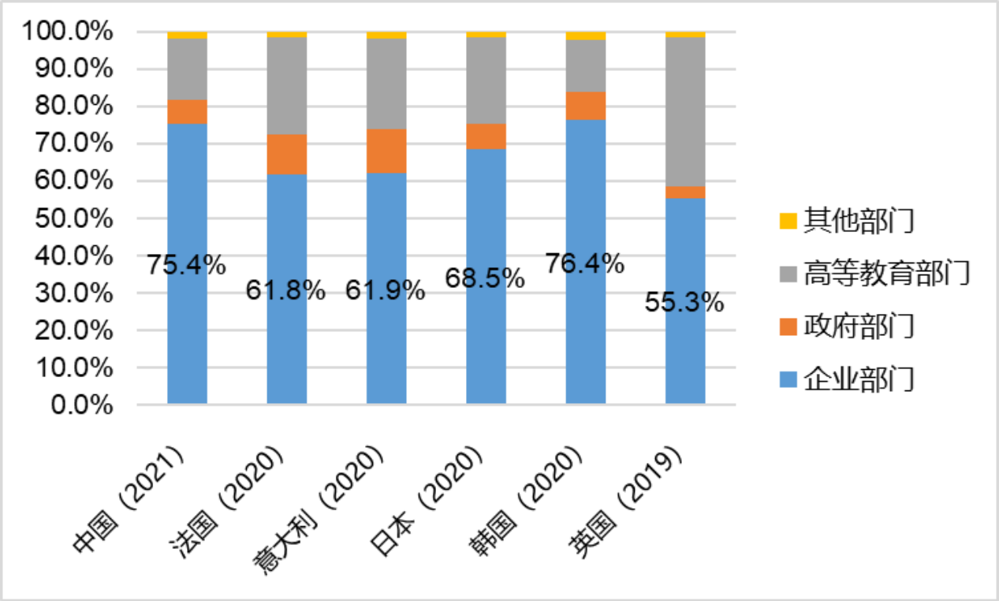 100.0%
90.0%
80.0%
70.0%
60.0%
50.0%
40.0%
30.0%
20.0%
10.0%
0.0%
75.4%
61.8%
61.9%
68.5%
76.4%
55.3%
中国（2021）
法国（2020）
意大利（2020）
日本（2020）
韩国（2020）
英国（2019）
其他部门
高等教育部门
政府部门
企业部门